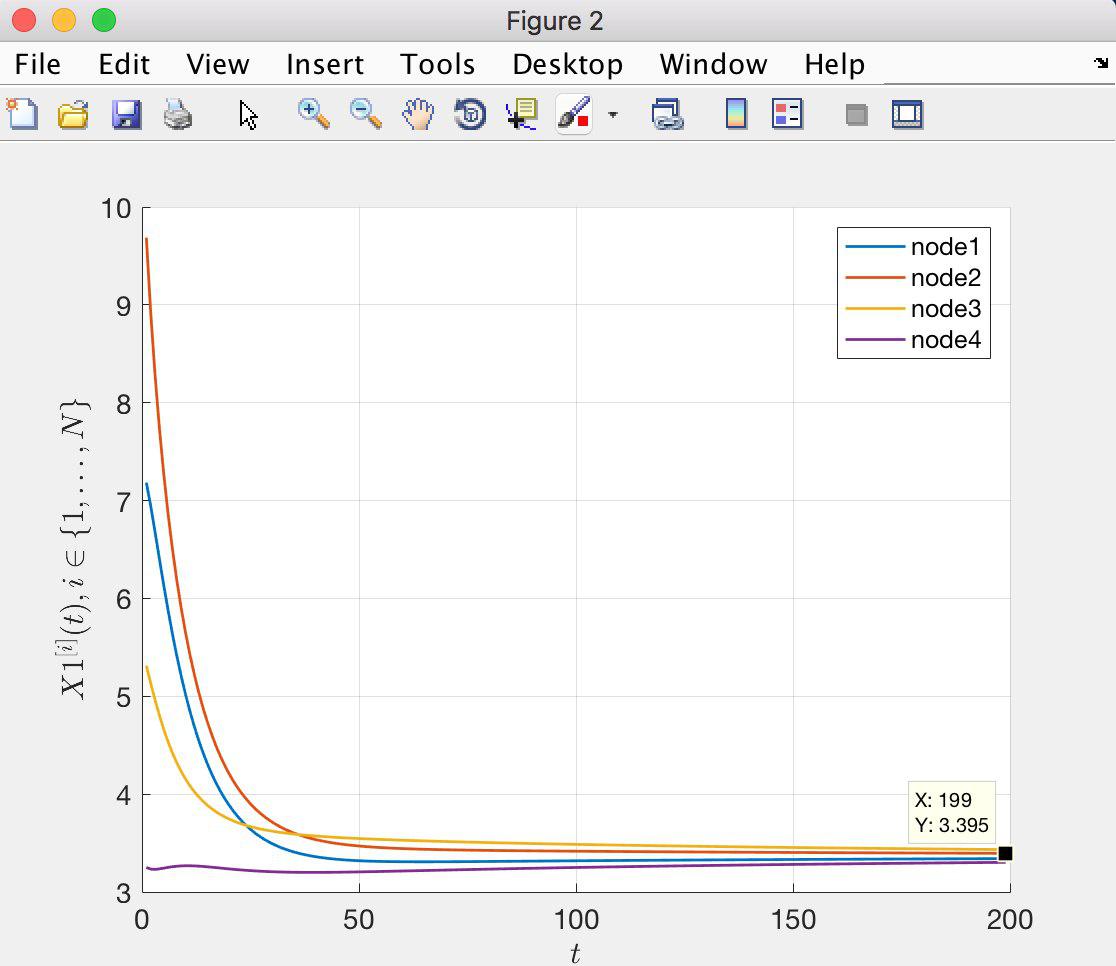 Figure 2
File Edit View Insert Tools Desktop Window Help
10
9
8
7
6
5
4
3
X1^{[i]}(t), i ∈ {1, …, N}
node1
node2
node3
node4
X: 199
Y: 3.395
0 50 100 150 200
t